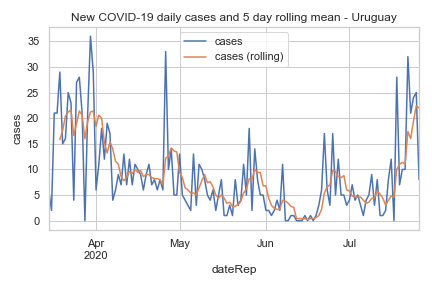 New COVID-19 daily cases and 5 day rolling mean - Uruguay
cases
cases (rolling)
cases
35
30
25
20
15
10
5
0
Apr
2020
May
Jun
Jul
dateRep